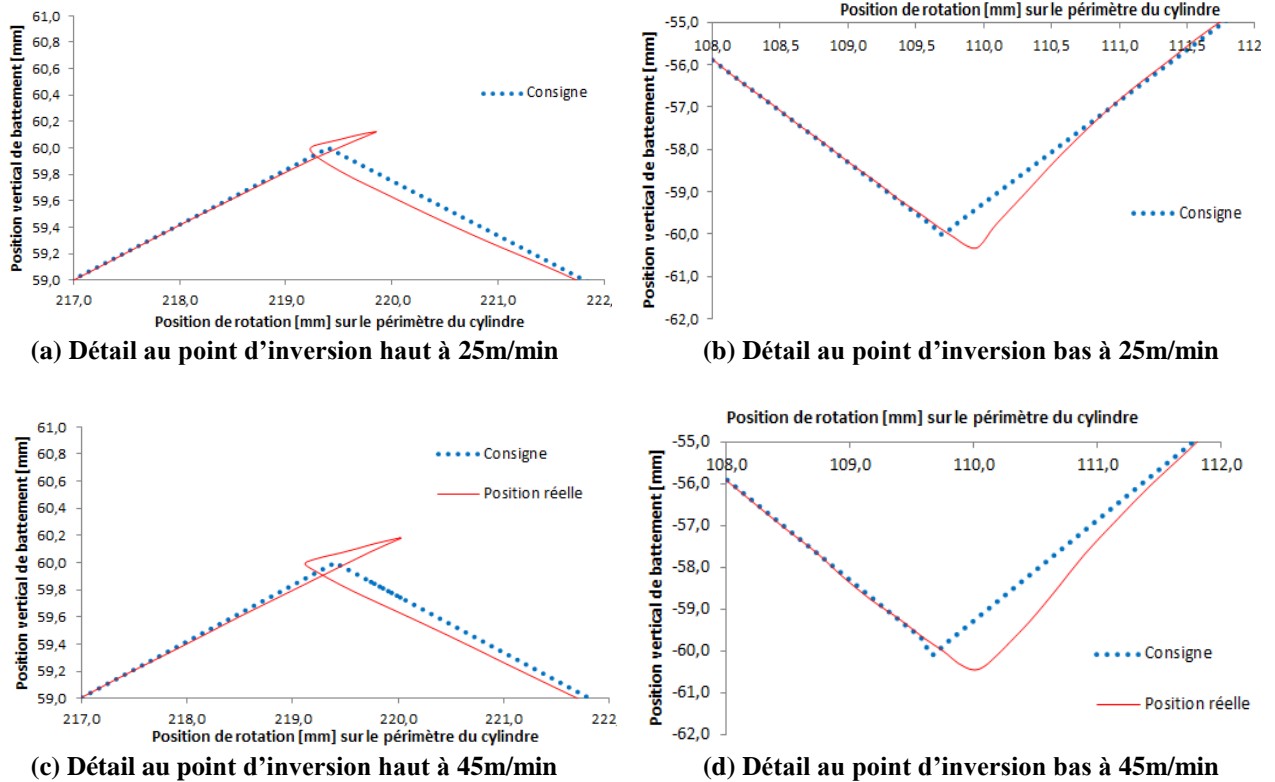 Position vertical de battement [mm]
61,0
60,8
60,6
60,4
60,2
60,0
59,8
59,6
59,4
59,2
59,0
Consigne
217,0 218,0 219,0 220,0 221,0 222,
Position de rotation [mm] sur le périmètre du cylindre
(a) Détail au point d'inversion haut à 25m/min
Position de rotation [mm] sur le périmètre du cylindre
Position vertical de battement [mm]
-55,0
108,0 108,5 109,0 109,5 110,0 110,5 111,0 111,5 112,
-56,0
-57,0
-58,0
-59,0
-60,0
-61,0
-62,0
Consigne
(b) Détail au point d'inversion bas à 25m/min
Position vertical de battement [mm]
61,0
60,8
60,6
60,4
60,2
60,0
59,8
59,6
59,4
59,2
59,0
Consigne
Position réelle
217,0 218,0 219,0 220,0 221,0 222,
Position de rotation [mm] sur le périmètre du cylindre
(c) Détail au point d'inversion haut à 45m/min
Position de rotation [mm] sur le périmètre du cylindre
Position vertical de battement [mm]
-55,0
108,0 109,0 110,0 111,0 112,0
-56,0
-57,0
-58,0
-59,0
-60,0
-61,0
-62,0
Consigne
Position réelle
(d) Détail au point d'inversion bas à 45m/min